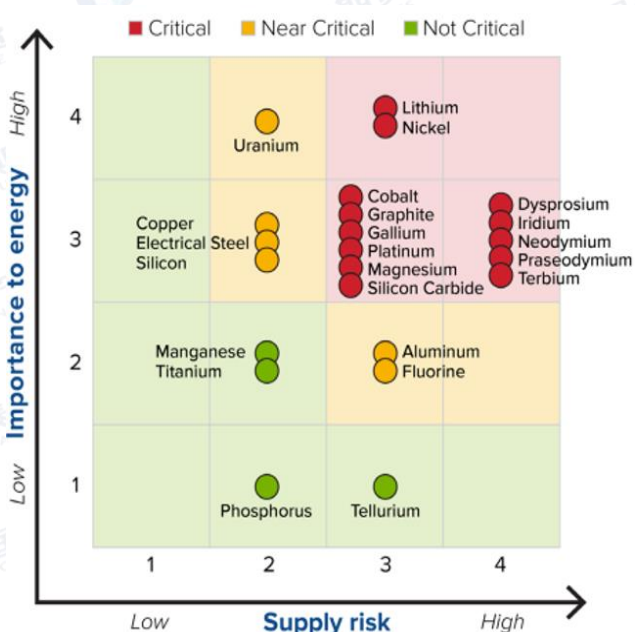 Critical Near Critical Not Critical
High
Importance to energy
Low
4
3
2
1
Uranium
Lithium
Nickel
Copper
Electrical Steel
Silicon
Cobalt
Graphite
Gallium
Platinum
Magnesium
Silicon Carbide
Dysprosium
Iridium
Neodymium
Praseodymium
Terbium
Manganese
Titanium
Aluminum
Fluorine
Phosphorus
Tellurium
1 2 3 4
Low Supply risk High